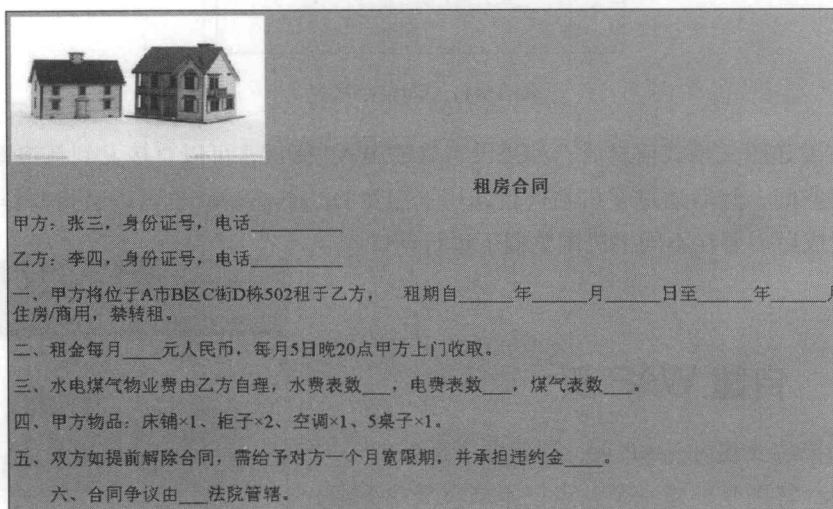 租房合同
甲方：张三，身份证号，电话__________
乙方：李四，身份证号，电话__________
一、甲方将位于A市B区C街D栋502租于乙方， 租期自______年______月______日至______年______月
住房/商用，禁转租。
二、租金每月____元人民币，每月5日晚20点甲方上门收取。
三、水电煤气物业费由乙方自理，水费表数___，电费表数___，煤气表数___。
四、甲方物品：床铺×1、柜子×2、空调×1、5桌子×1。
五、双方如提前解除合同，需给予对方一个月宽限期，并承担违约金____。
六、合同争议由___法院管辖。